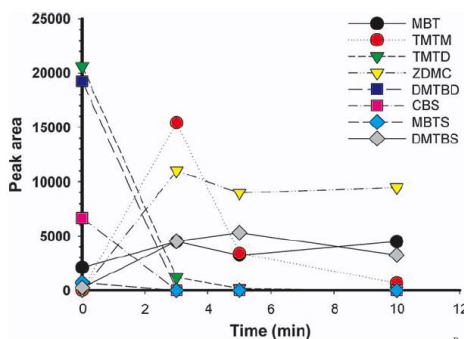 25000
20000
15000
10000
5000
0
Peak area
0
2
4
6
8
10
12
Time (min)
MBT
TMTM
TMTD
ZDMC
DMTBD
CBS
MBTS
DMTBS